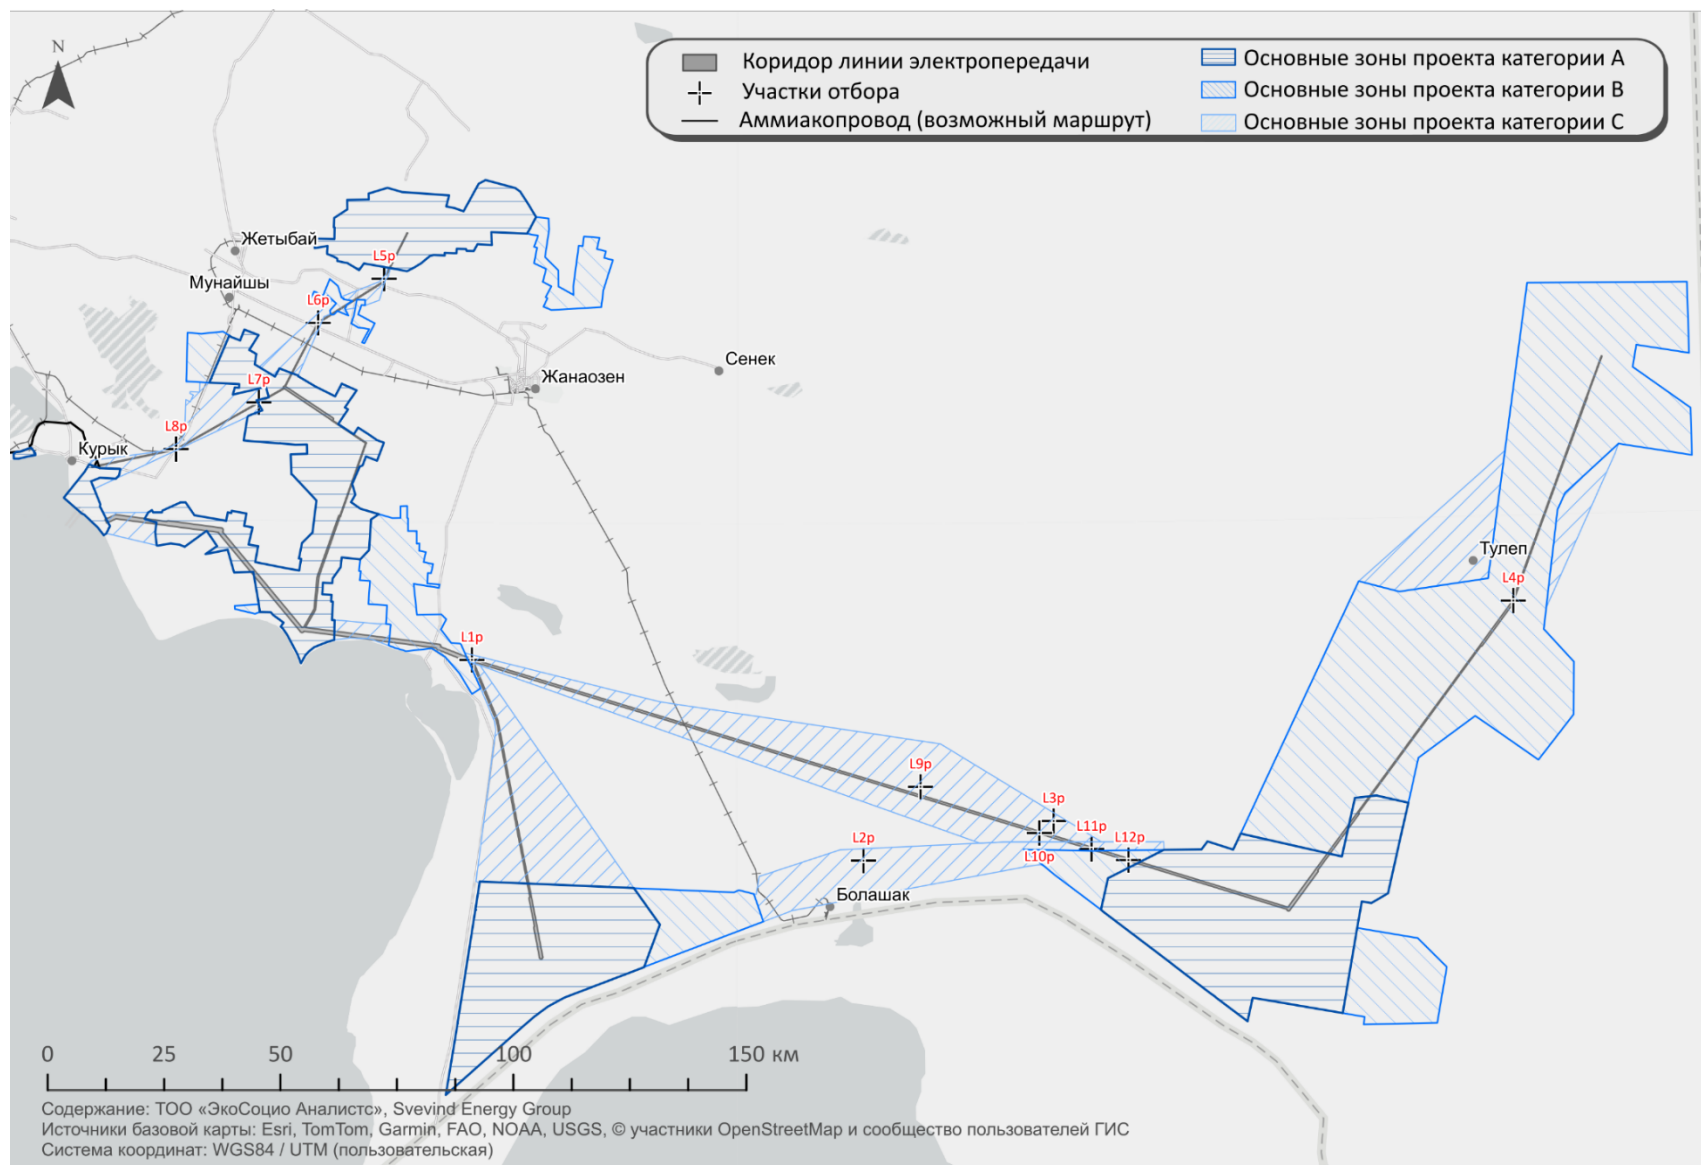 N
Коридор линии электропередачи
Участки отбора
Аммиакопровод (возможный маршрут)
Основные зоны проекта категории А
Основные зоны проекта категории В
Основные зоны проекта категории С
Жетыбай
L5p
Мунайшы
L6p
Сенек
Жанаозен
L7p
L8p
Курык
Тулеп
L4p
L1p
L9p
L3p
L11p
L12p
L2p
L10p
Болашак
0 25 50 100 150 км
Содержание: ТОО «ЭкоСоцио Аналистс», Svevind Energy Group
Источники базовой карты: Esri, TomTom, Garmin, FAO, NOAA, USGS, © участники OpenStreetMap и сообщество пользователей ГИС
Система координат: WGS84 / UTM (пользовательская)